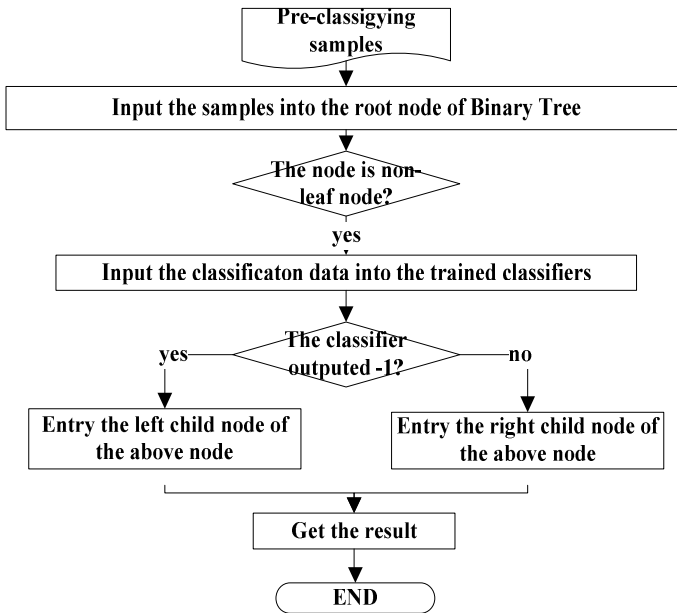 Pre-classigying
samples
Input the samples into the root node of Binary Tree
The node is non-
leaf node?
yes
Input the classificaton data into the trained classifiers
The classifier
outputed -1?
yes
no
Entry the left child node of
the above node
Entry the right child node of
the above node
Get the result
END